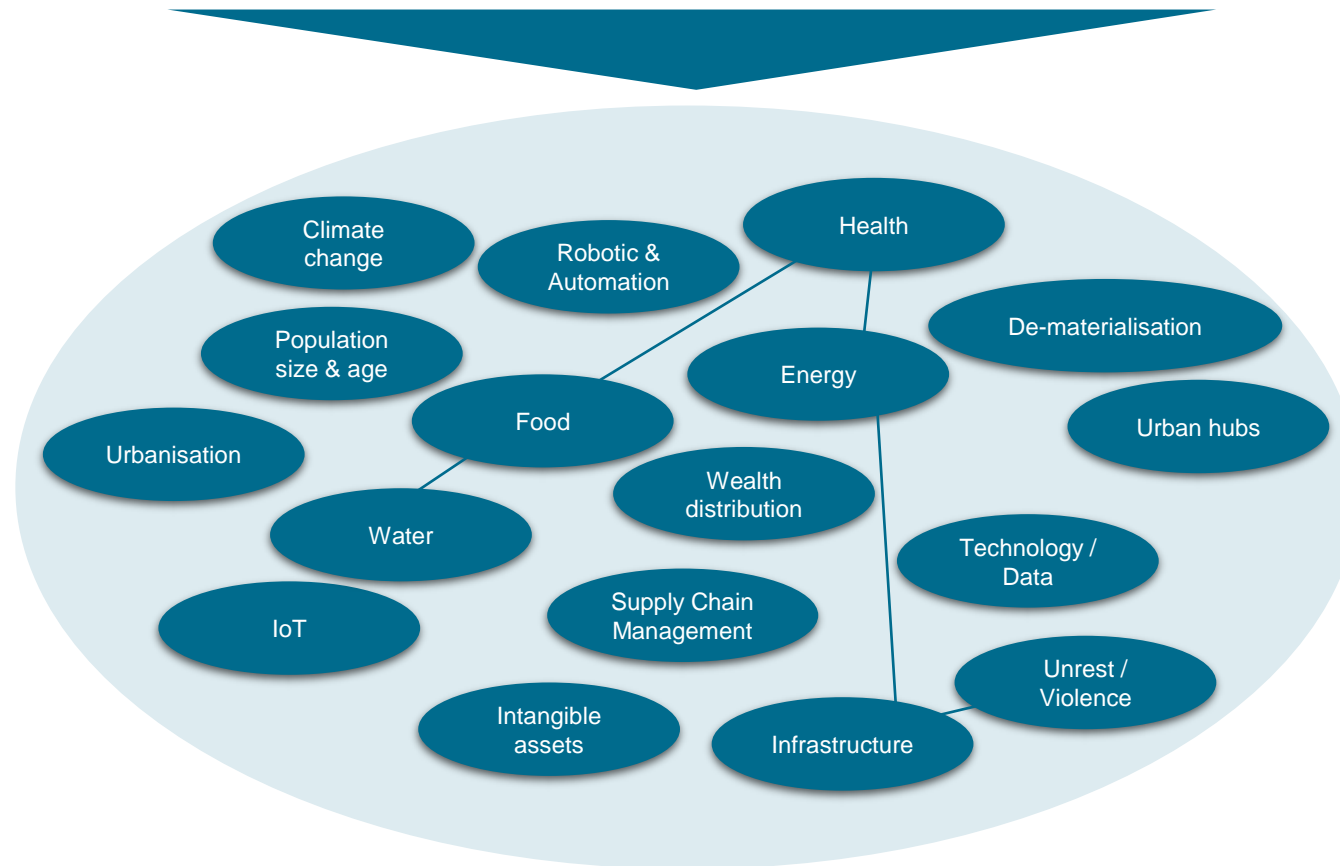 Health
Climate
change
Robotic &
Automation
De-materialisation
Population
size & age
Energy
Food
Urban hubs
Urbanisation
Wealth
distribution
Water
Technology /
Data
IoT
Supply Chain
Management
Unrest /
Violence
Intangible
assets
Infrastructure